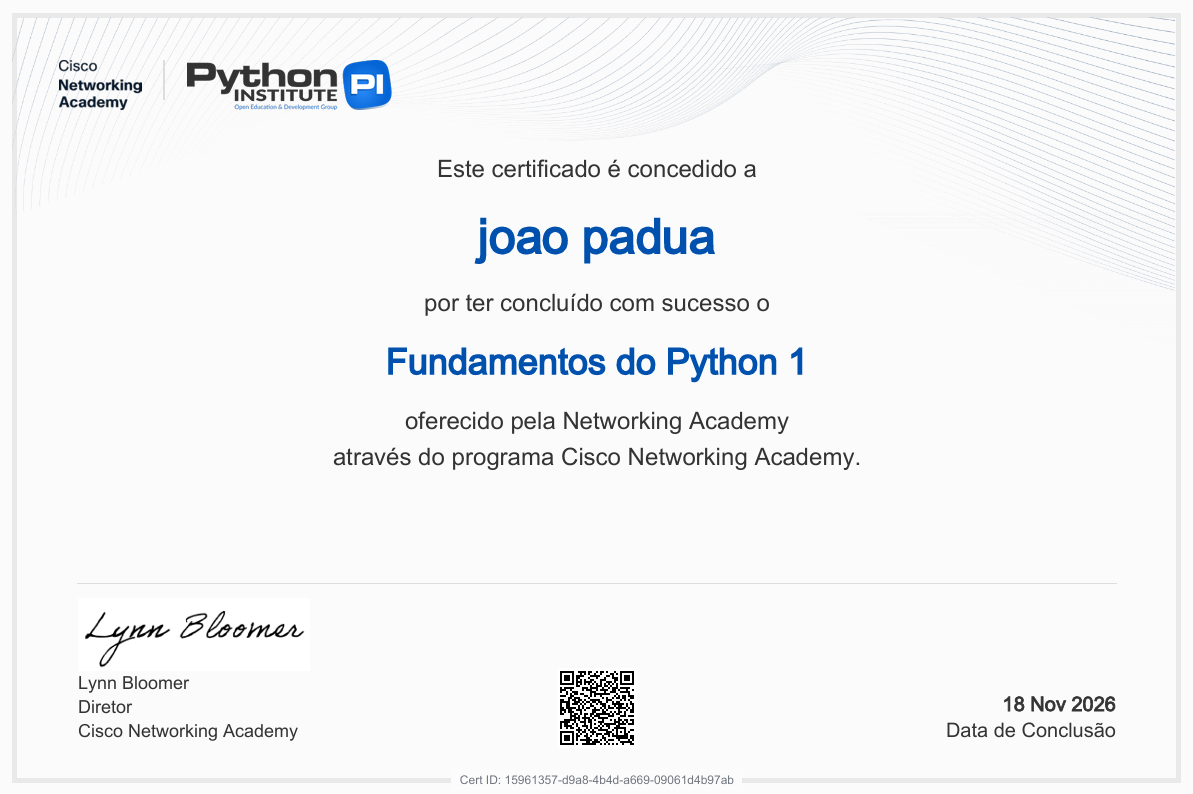 Cisco
Networking
Academy
Python
INSTITUTE
Open Education & Development Group
PI
Este certificado é concedido a
joao padua
por ter concluído com sucesso o
Fundamentos do Python 1
oferecido pela Networking Academy
através do programa Cisco Networking Academy.
Lynn Bloomer
Lynn Bloomer
Diretor
Cisco Networking Academy
18 Nov 2026
Data de Conclusão
Cert ID: 15961357-d9a8-4b4d-a669-09061d4b97ab